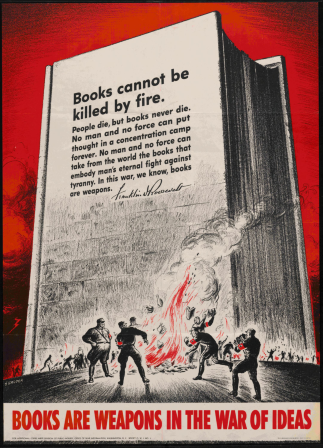 Books cannot be
killed by fire.
People die, but books never die.
No man and no force can put
thought in a concentration camp
forever. No man and no force can
take from the world the books that
embody man's eternal fight against
tyranny. In this war, we know, books
are weapons.
Franklin D Roosevelt
BOOKS ARE WEAPONS IN THE WAR OF IDEAS